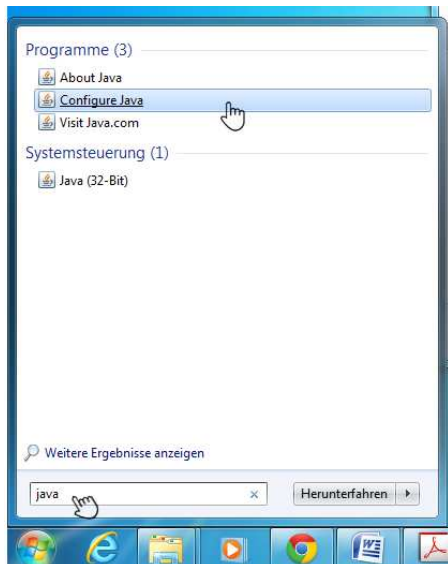 Programme (3)
About Java
Configure Java
Visit Java.com
Systemsteuerung (1)
Java (32-Bit)
Weitere Ergebnisse anzeigen
java
Herunterfahren